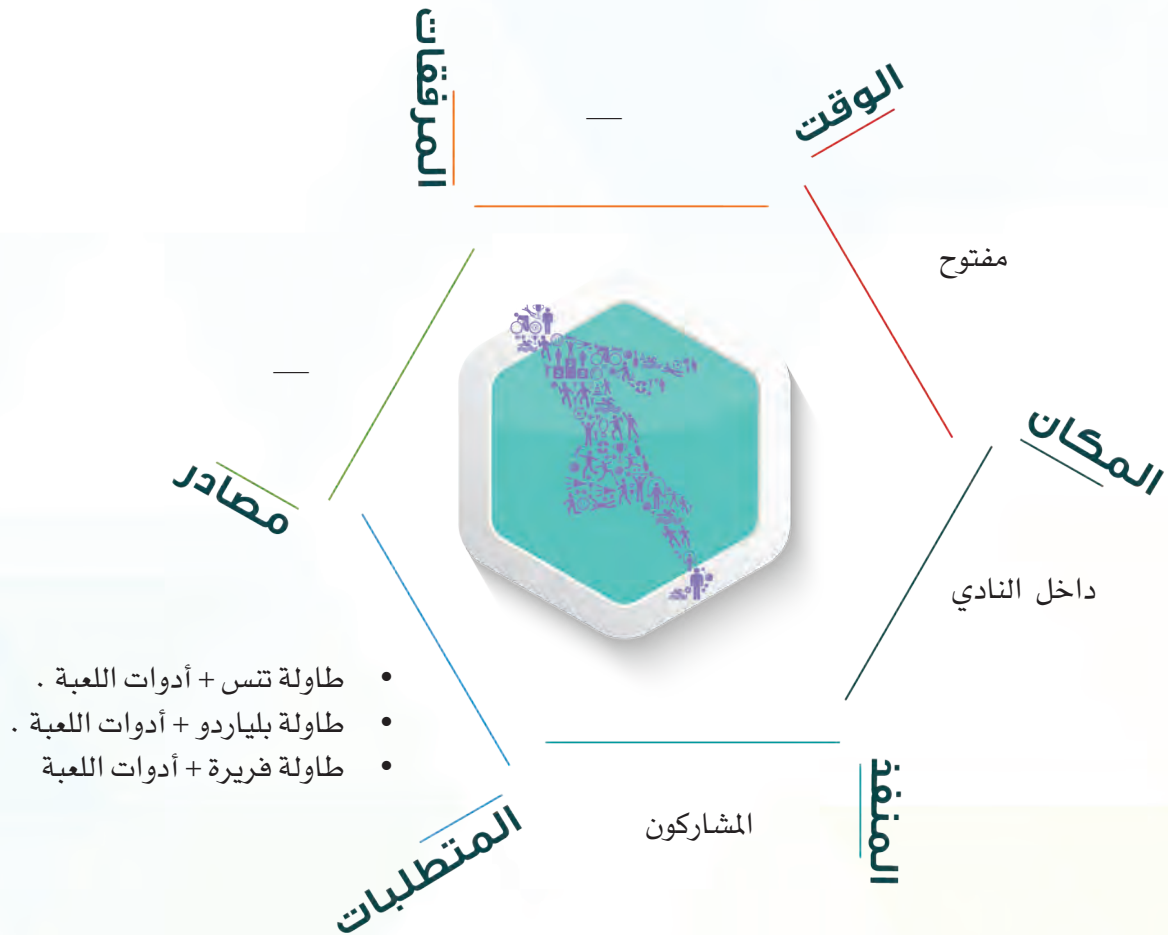 المرفقات
—
الوقت
مفتوح
المكان
داخل النادي
المنفذ
المشاركون
المتطلبات
• طاولة تنس + أدوات اللعبة .
• طاولة بلياردو + أدوات اللعبة .
• طاولة فريرة + أدوات اللعبة
مصادر
—